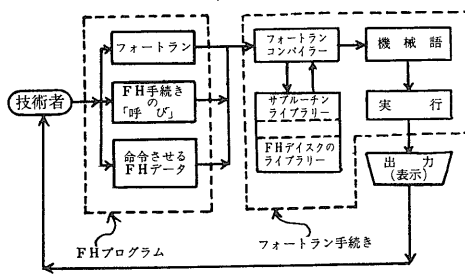 技術者
フォートラン
FH手続き
の
「呼び」
命令させる
FHデータ
FHプログラム
フォートラン
コンパイラー
サブルーチン
ライブラリー
FHディスクの
ライブラリー
機械語
実行
出力
(表示)
フォートラン手続き